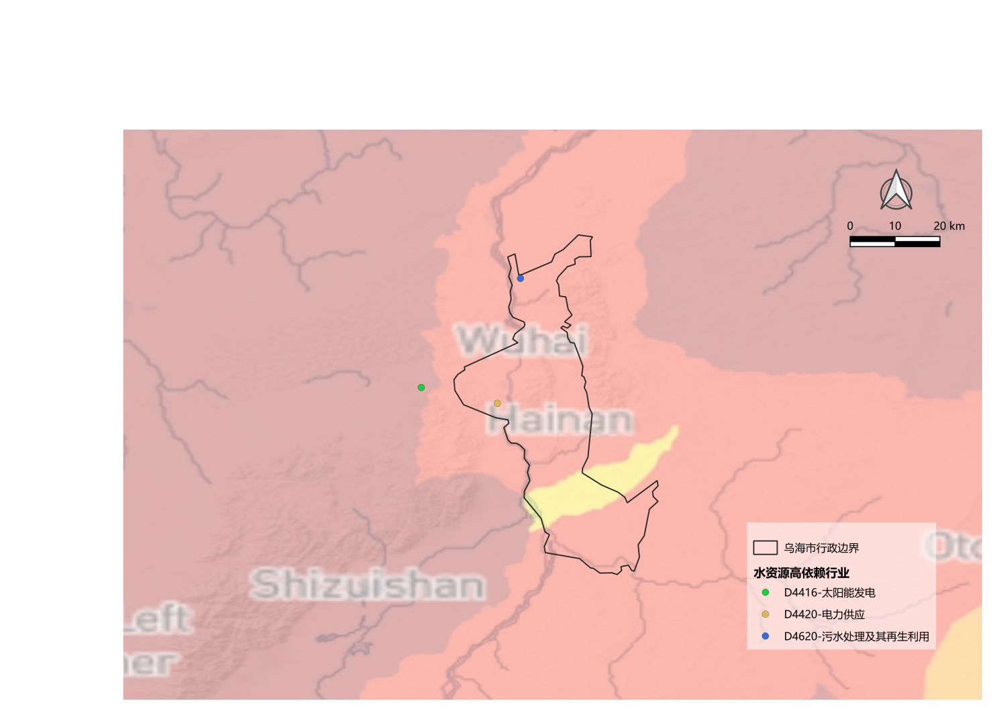 0 10 20 km
Wuhai
Hainan
Shizuishan
Left
ner
Oto
乌海市行政边界
水资源高依赖行业
D4416-太阳能发电
D4420-电力供应
D4620-污水处理及其再生利用